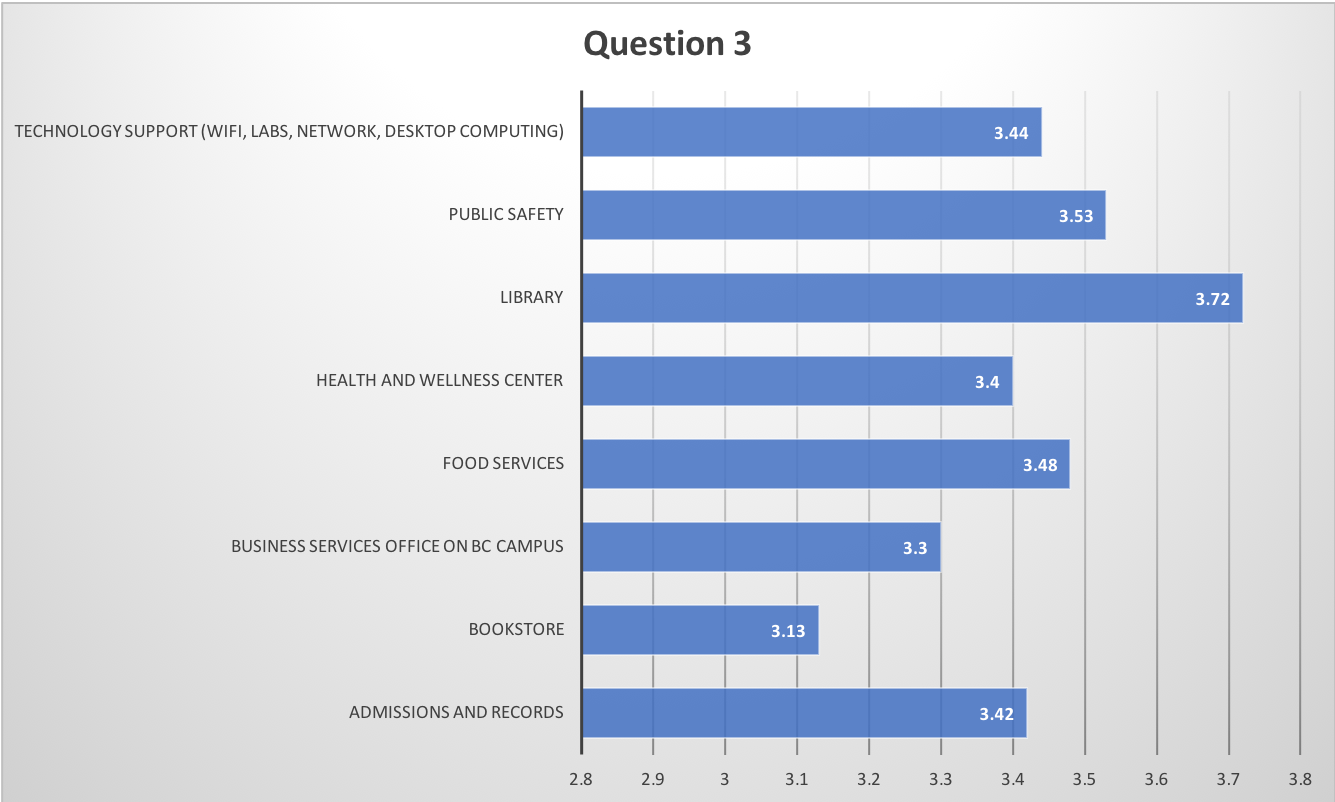 Question 3
TECHNOLOGY SUPPORT (WIFI, LABS, NETWORK, DESKTOP COMPUTING)
3.44
PUBLIC SAFETY
3.53
LIBRARY
3.72
HEALTH AND WELLNESS CENTER
3.4
FOOD SERVICES
3.48
BUSINESS SERVICES OFFICE ON BC CAMPUS
3.3
BOOKSTORE
3.13
ADMISSIONS AND RECORDS
3.42
2.8 2.9 3 3.1 3.2 3.3 3.4 3.5 3.6 3.7 3.8